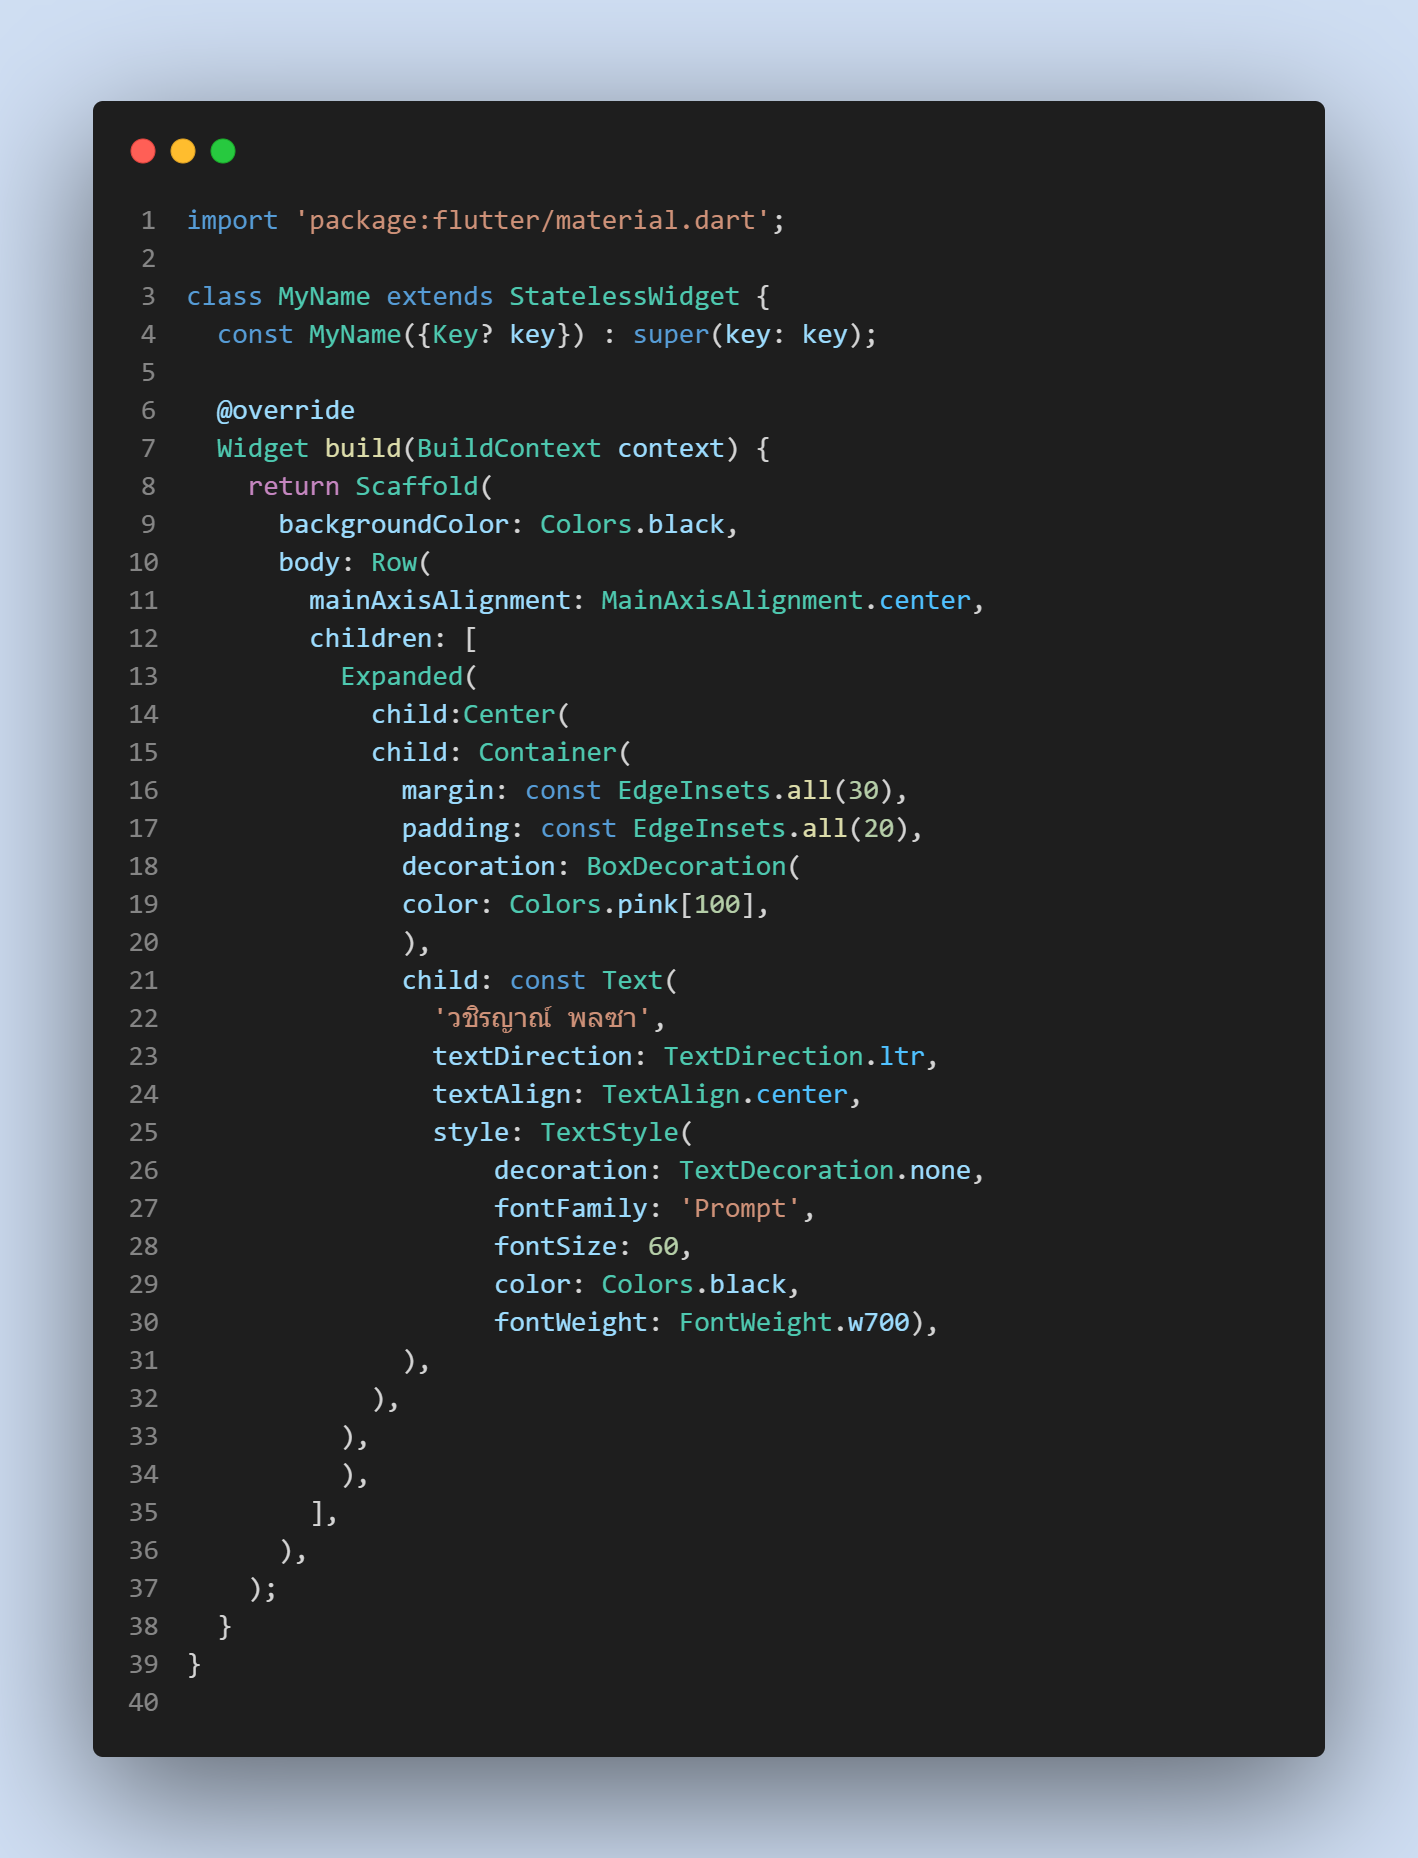 1 import 'package:flutter/material.dart';
2
3 class MyName extends StatelessWidget {
4   const MyName({Key? key}) : super(key: key);
5
6   @override
7   Widget build(BuildContext context) {
8     return Scaffold(
9       backgroundColor: Colors.black,
10       body: Row(
11         mainAxisAlignment: MainAxisAlignment.center,
12         children: [
13           Expanded(
14             child:Center(
15             child: Container(
16               margin: const EdgeInsets.all(30),
17               padding: const EdgeInsets.all(20),
18               decoration: BoxDecoration(
19               color: Colors.pink[100],
20               ),
21               child: const Text(
22                 'วชิรญาณ์ พลซา',
23                 textDirection: TextDirection.ltr,
24                 textAlign: TextAlign.center,
25                 style: TextStyle(
26                     decoration: TextDecoration.none,
27                     fontFamily: 'Prompt',
28                     fontSize: 60,
29                     color: Colors.black,
30                     fontWeight: FontWeight.w700),
31               ),
32             ),
33           ),
34           ),
35         ],
36       ),
37     );
38   }
39 }
40